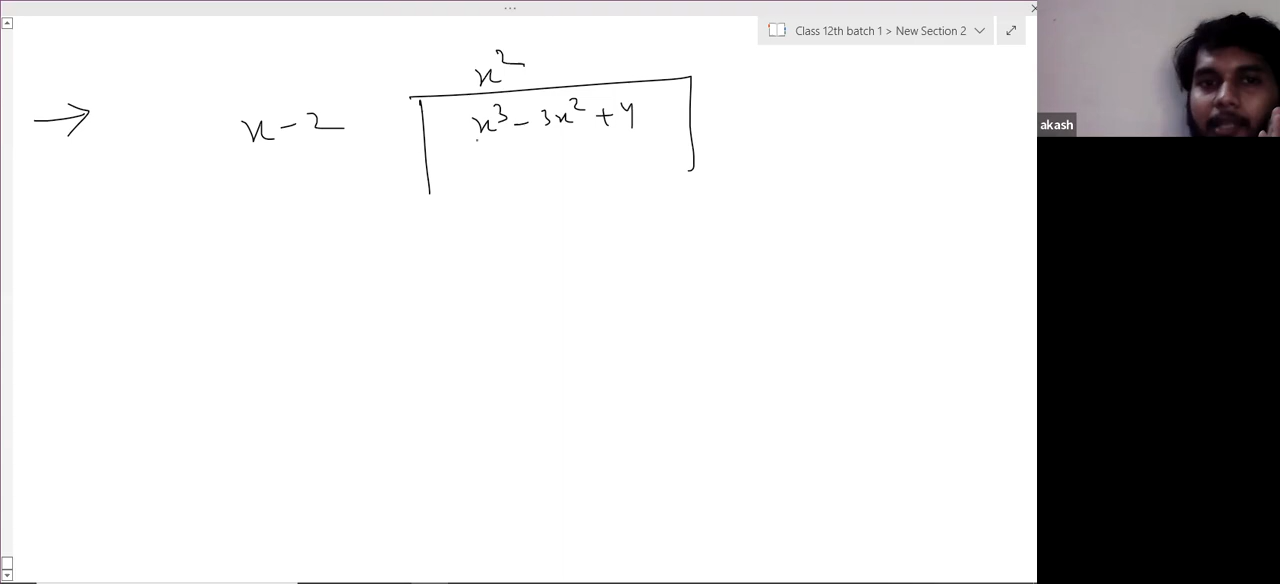 Class 12th batch 1 > New Section 2
x²
→ x - 2 x³ - 3x² + 4
akash